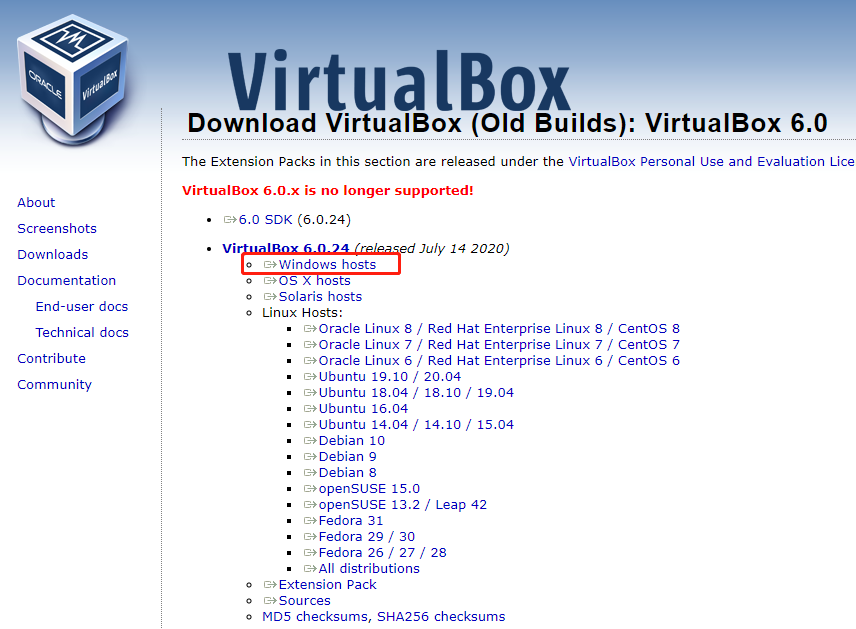 ORACLE
VirtualBox
VirtualBox
Download VirtualBox (Old Builds): VirtualBox 6.0
The Extension Packs in this section are released under the VirtualBox Personal Use and Evaluation Lice
VirtualBox 6.0.x is no longer supported!
About
Screenshots
Downloads
Documentation
End-user docs
Technical docs
Contribute
Community
6.0 SDK (6.0.24)
VirtualBox 6.0.24 (released July 14 2020)
Windows hosts
OS X hosts
Solaris hosts
Linux Hosts:
Oracle Linux 8 / Red Hat Enterprise Linux 8 / CentOS 8
Oracle Linux 7 / Red Hat Enterprise Linux 7 / CentOS 7
Oracle Linux 6 / Red Hat Enterprise Linux 6 / CentOS 6
Ubuntu 19.10 / 20.04
Ubuntu 18.04 / 18.10 / 19.04
Ubuntu 16.04
Ubuntu 14.04 / 14.10 / 15.04
Debian 10
Debian 9
Debian 8
openSUSE 15.0
openSUSE 13.2 / Leap 42
Fedora 31
Fedora 29 / 30
Fedora 26 / 27 / 28
All distributions
Extension Pack
Sources
MD5 checksums, SHA256 checksums